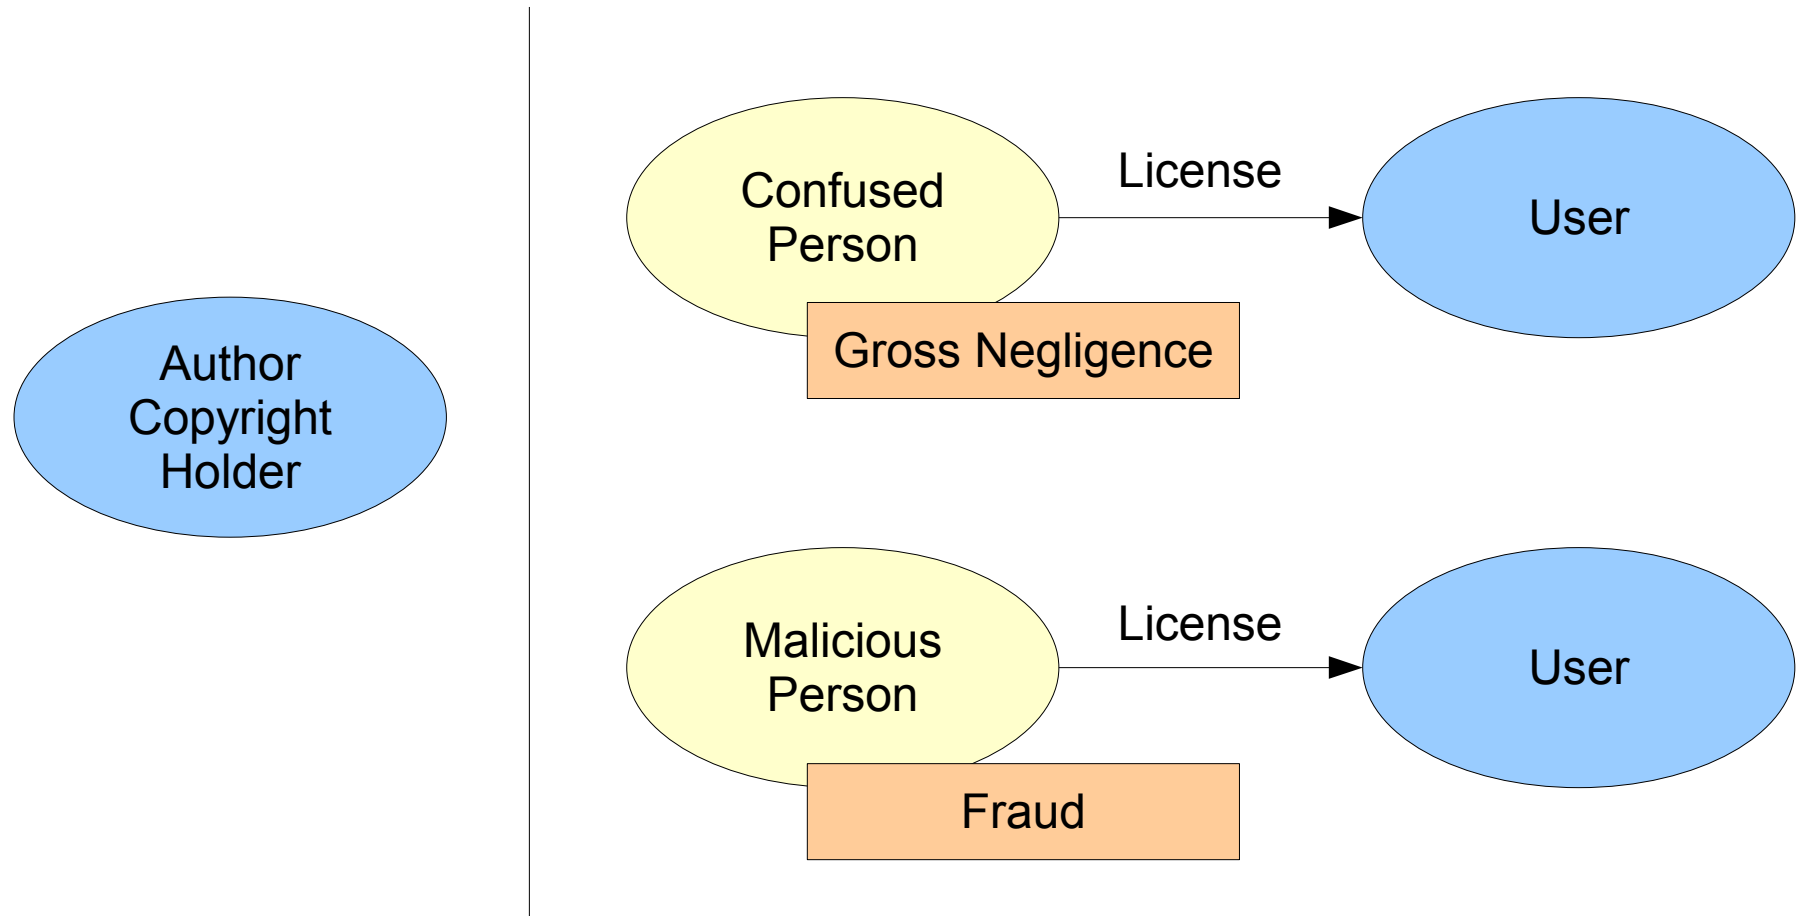 Author
Copyright
Holder
Confused
Person
License
User
Gross Negligence
Malicious
Person
License
User
Fraud